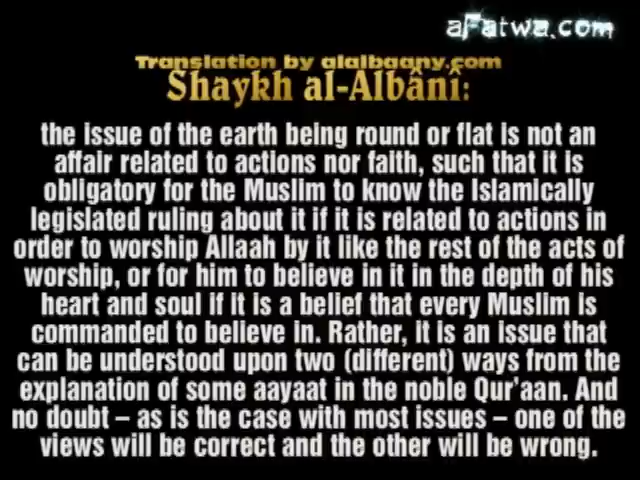 aFatwa.com
Translation by alalbaany.com
Shaykh al-Albânî:
the issue of the earth being round or flat is not an
affair related to actions nor faith, such that it is
obligatory for the Muslim to know the Islamically
legislated ruling about it if it is related to actions in
order to worship Allaah by it like the rest of the acts of
worship, or for him to believe in it in the depth of his
heart and soul if it is a belief that every Muslim is
commanded to believe in. Rather, it is an issue that
can be understood upon two (different) ways from the
explanation of some aayaat in the noble Qur'aan. And
no doubt – as is the case with most issues – one of the
views will be correct and the other will be wrong.